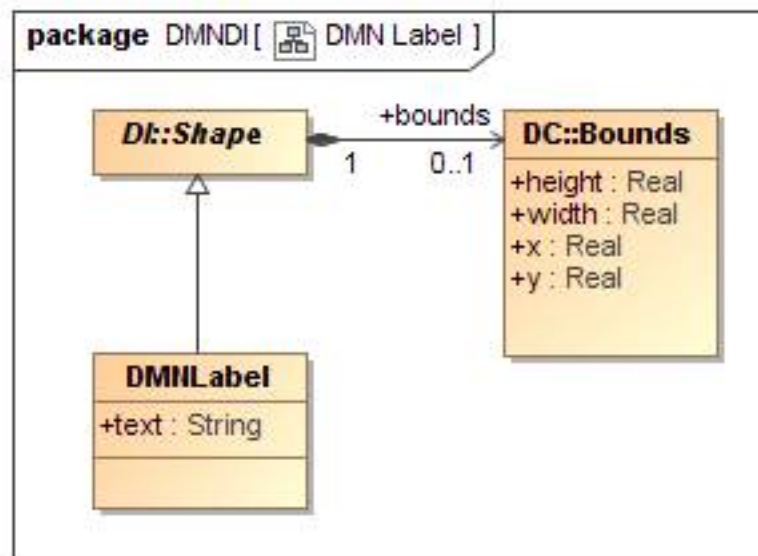 package DMNDI[ DMN Label ]
DI::Shape
+bounds
1
0..1
DC::Bounds
+height : Real
+width : Real
+x : Real
+y : Real
DMNLabel
+text : String